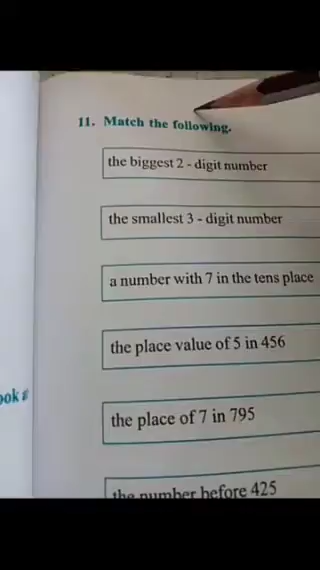 11. Match the following.
the biggest 2 - digit number
the smallest 3 - digit number
a number with 7 in the tens place
the place value of 5 in 456
ook
the place of 7 in 795
the number before 425